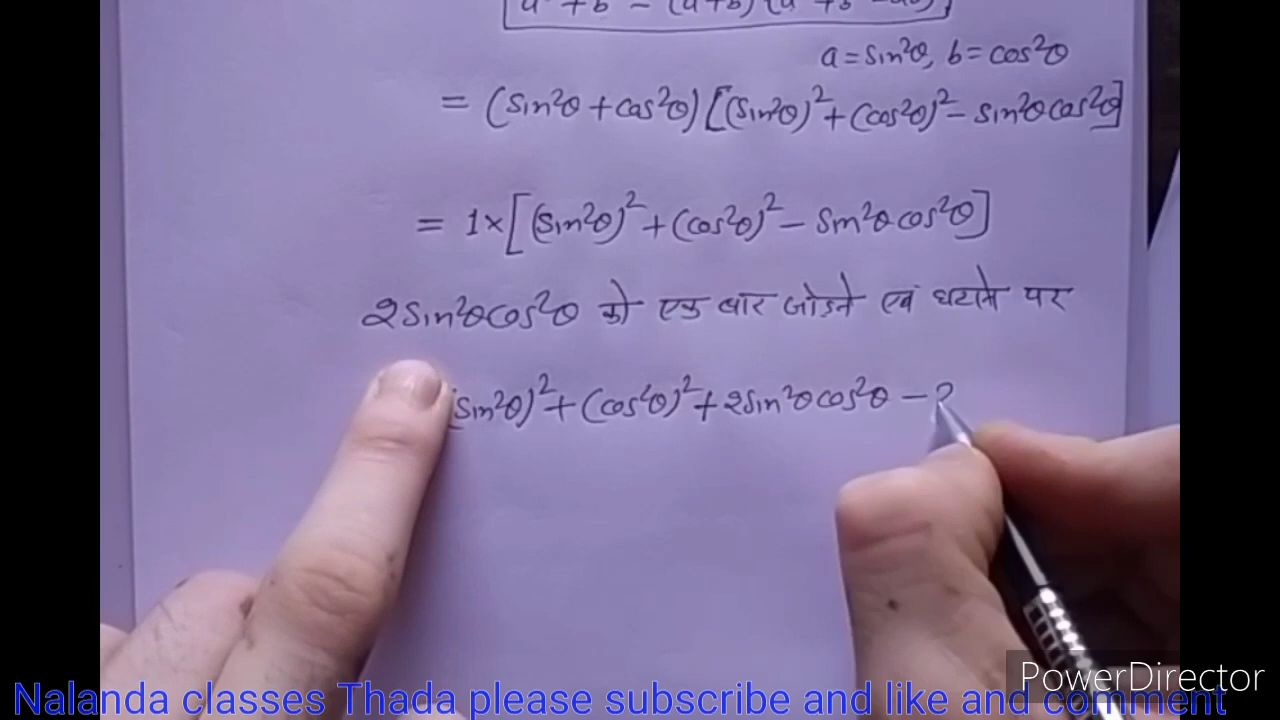 a = sin²θ, b = cos²θ
= (sin²θ + cos²θ) [(sin²θ)² + (cos²θ)² - sin²θ cos²θ]
= 1× [(sin²θ)² + (cos²θ)² - sin²θ cos²θ]
2sin²θcos²θ को एक बार जोडने एवं घटाने पर
(sin²θ)² + (cos²θ)² + 2sin²θ cos²θ -
PowerDirector
Nalanda classes Thada please subscribe and like and comment